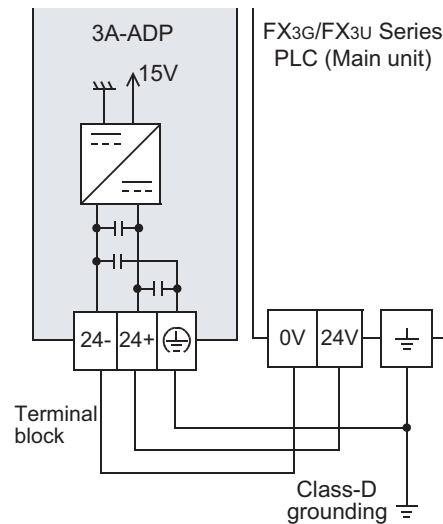 3A-ADP
FX3G/FX3U Series
PLC (Main unit)
15V
24-
24+
0V
24V
Terminal
block
Class-D
grounding